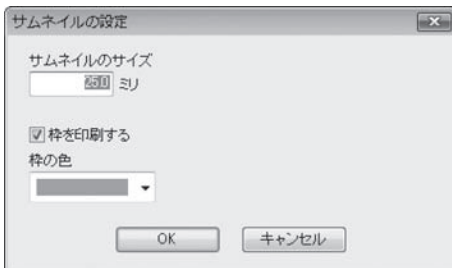 サムネイルの設定
サムネイルのサイズ
25.0 ミリ
枠を印刷する
枠の色
OK キャンセル